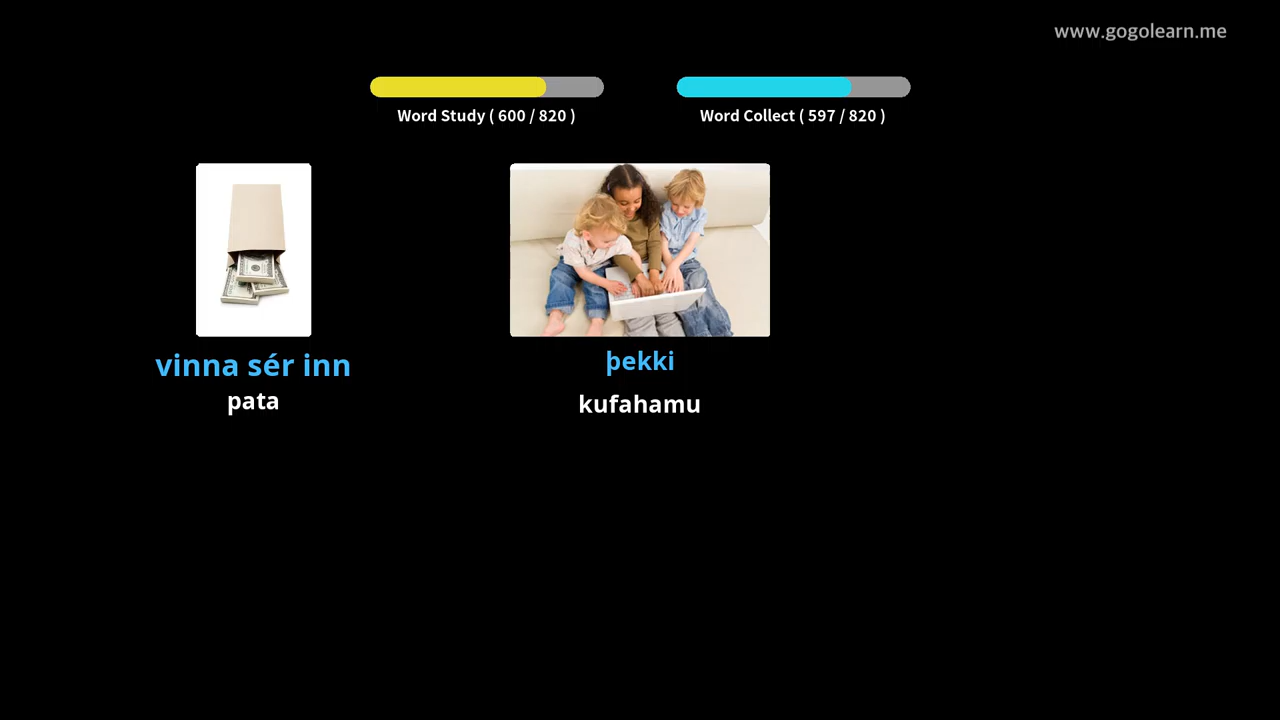 www.gogolearn.me
Word Study ( 600 / 820 )
Word Collect ( 597 / 820 )
vinna sér inn
pata
þekki
kufahamu